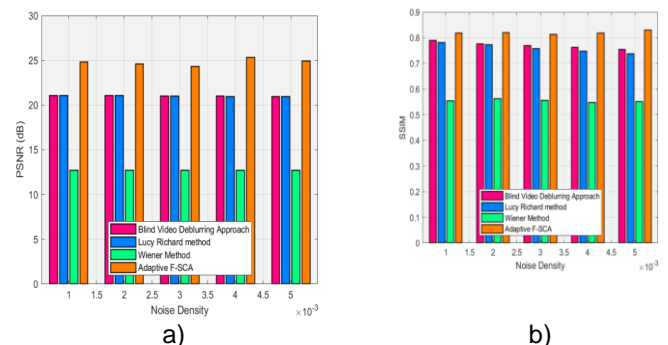 30
25
20
15
10
5
0
PSNR (dB)
Blind Video Deblurring Approach
Lucy Richard method
Wiener Method
Adaptive F-SCA
1 1.5 2 2.5 3 3.5 4 4.5 5
Noise Density
×10⁻³
a)
0.9
0.8
0.7
0.6
0.5
0.4
0.3
0.2
0.1
0
SSIM
Blind Video Deblurring Approach
Lucy Richard method
Wiener Method
Adaptive F-SCA
1 1.5 2 2.5 3 3.5 4 4.5 5
Noise Density
×10⁻³
b)